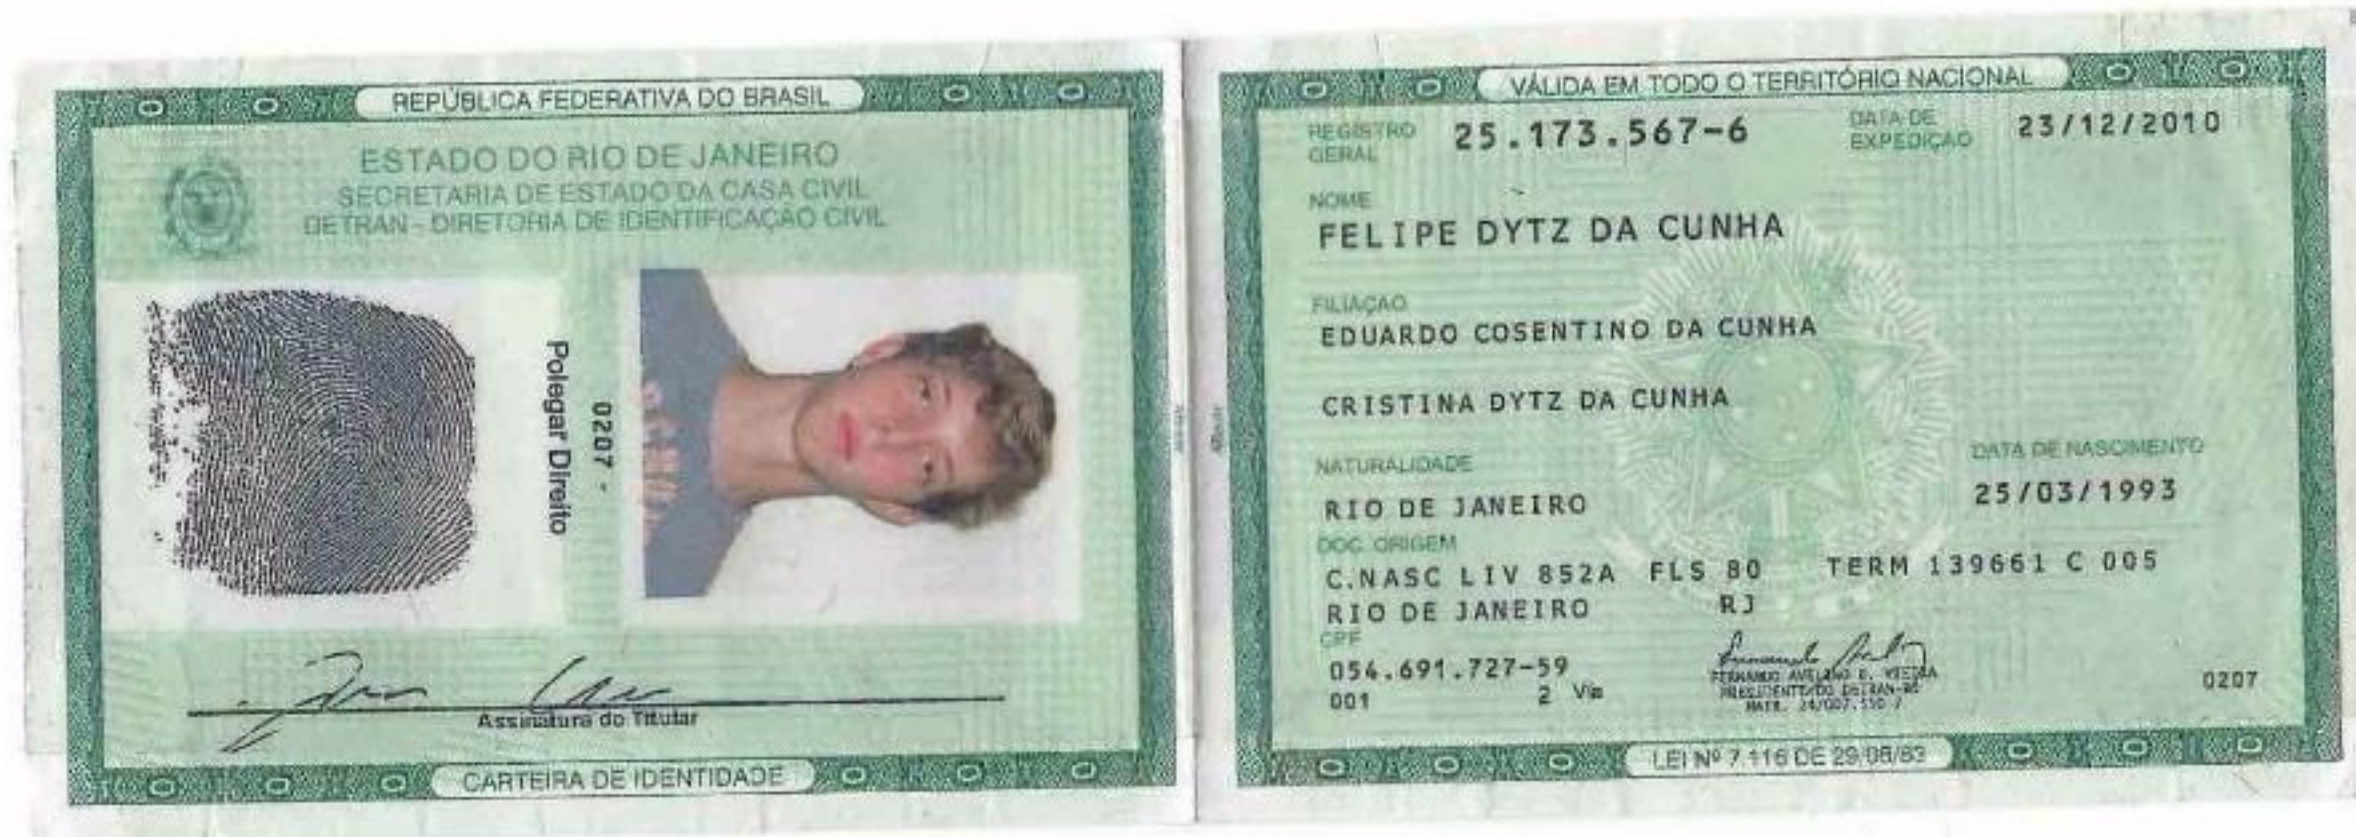 REPÚBLICA FEDERATIVA DO BRASIL
ESTADO DO RIO DE JANEIRO
SECRETARIA DE ESTADO DA CASA CIVIL
DETRAN - DIRETORIA DE IDENTIFICAÇÃO CIVIL
0207 -
Polegar Direito
Assinatura do Titular
CARTEIRA DE IDENTIDADE
VÁLIDA EM TODO O TERRITÓRIO NACIONAL
REGISTRO GERAL 25.173.567-6 DATA DE EXPEDIÇÃO 23/12/2010
NOME
FELIPE DYTZ DA CUNHA
FILIAÇÃO
EDUARDO COSENTINO DA CUNHA
CRISTINA DYTZ DA CUNHA
NATURALIDADE DATA DE NASCIMENTO
RIO DE JANEIRO 25/03/1993
DOC. ORIGEM
C.NASC LIV 852A FLS 80 TERM 139661 C 005
RIO DE JANEIRO RJ
CPF
054.691.727-59
001 2 Via 0207
LEI Nº 7.116 DE 29/08/83